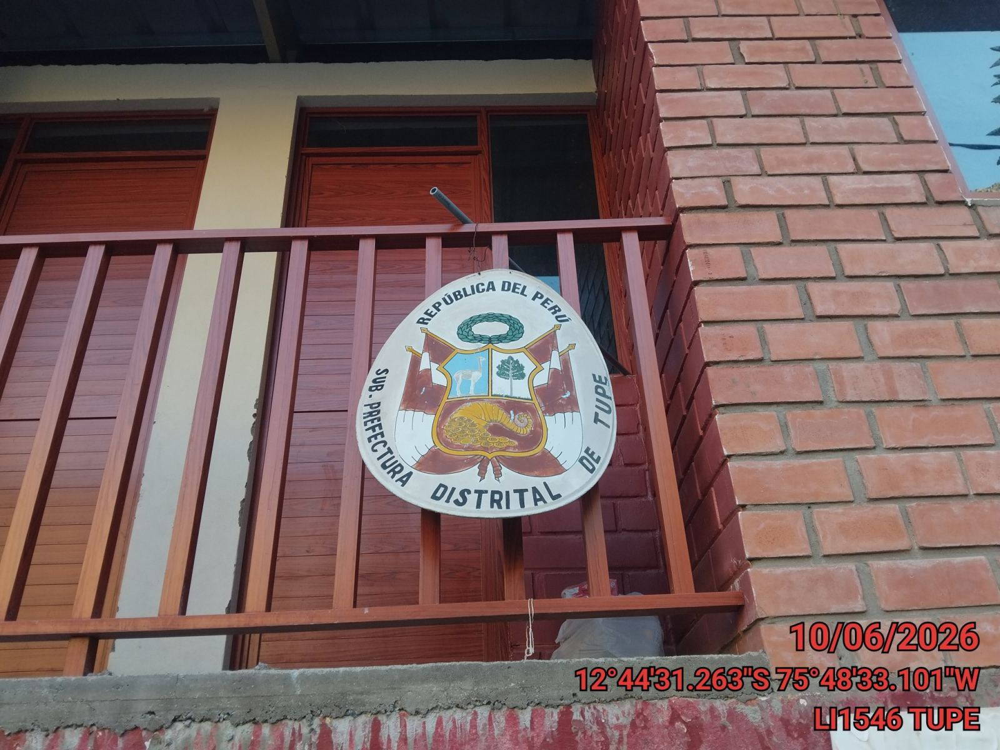 REPÚBLICA DEL PERÚ
SUB-PREFECTURA DISTRITAL DE TUPE
10/06/2026
12°44'31.263"S 75°48'33.101"W
LI1546 TUPE